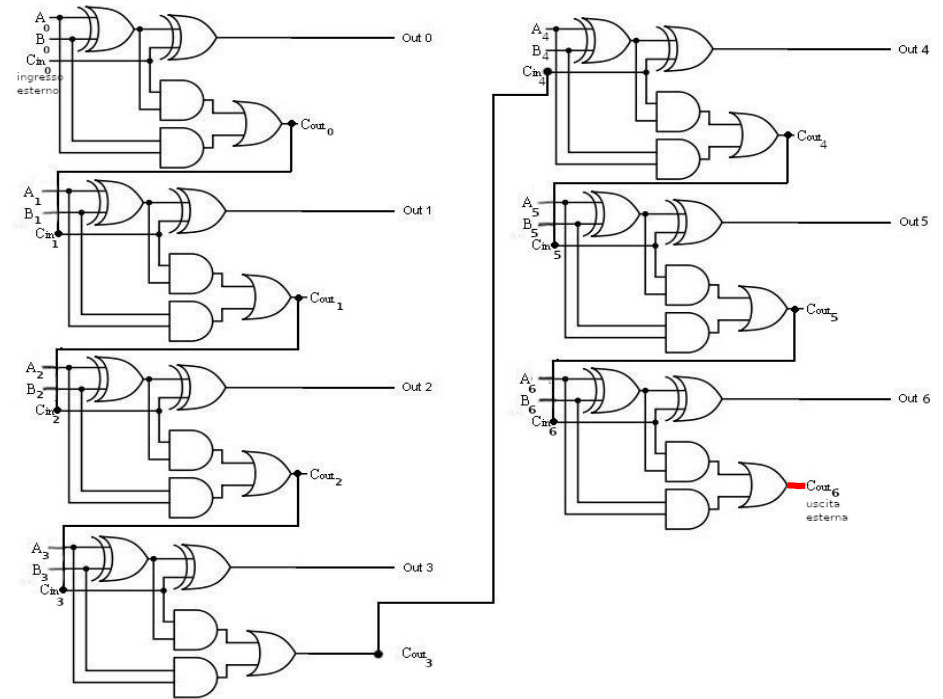 A0
B0
Cin0
ingresso
esterno
Out 0
Cout0
A1
B1
Cin1
Out 1
Cout1
A2
B2
Cin2
Out 2
Cout2
A3
B3
Cin3
Out 3
Cout3
A4
B4
Cin4
Out 4
Cout4
A5
B5
Cin5
Out 5
Cout5
A6
B6
Cin6
Out 6
Cout6
uscita
esterna